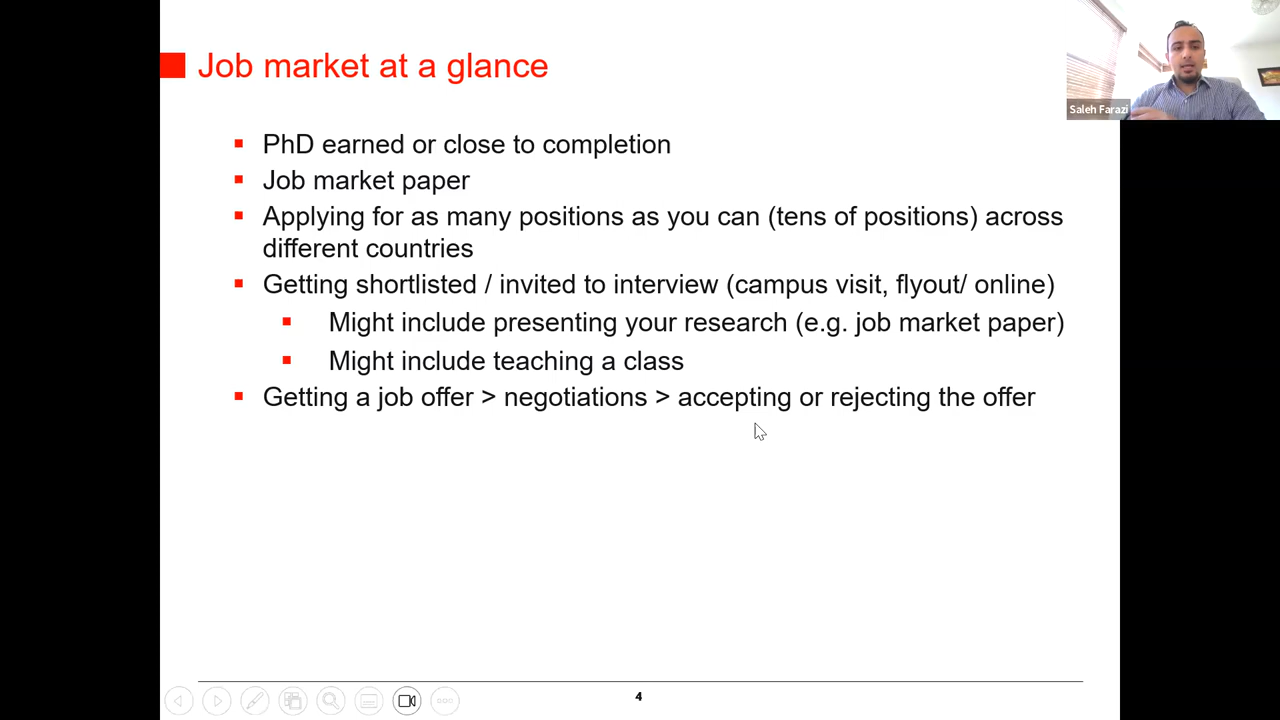 Job market at a glance
Saleh Farazi
PhD earned or close to completion
Job market paper
Applying for as many positions as you can (tens of positions) across
different countries
Getting shortlisted / invited to interview (campus visit, flyout/ online)
Might include presenting your research (e.g. job market paper)
Might include teaching a class
Getting a job offer > negotiations > accepting or rejecting the offer
4